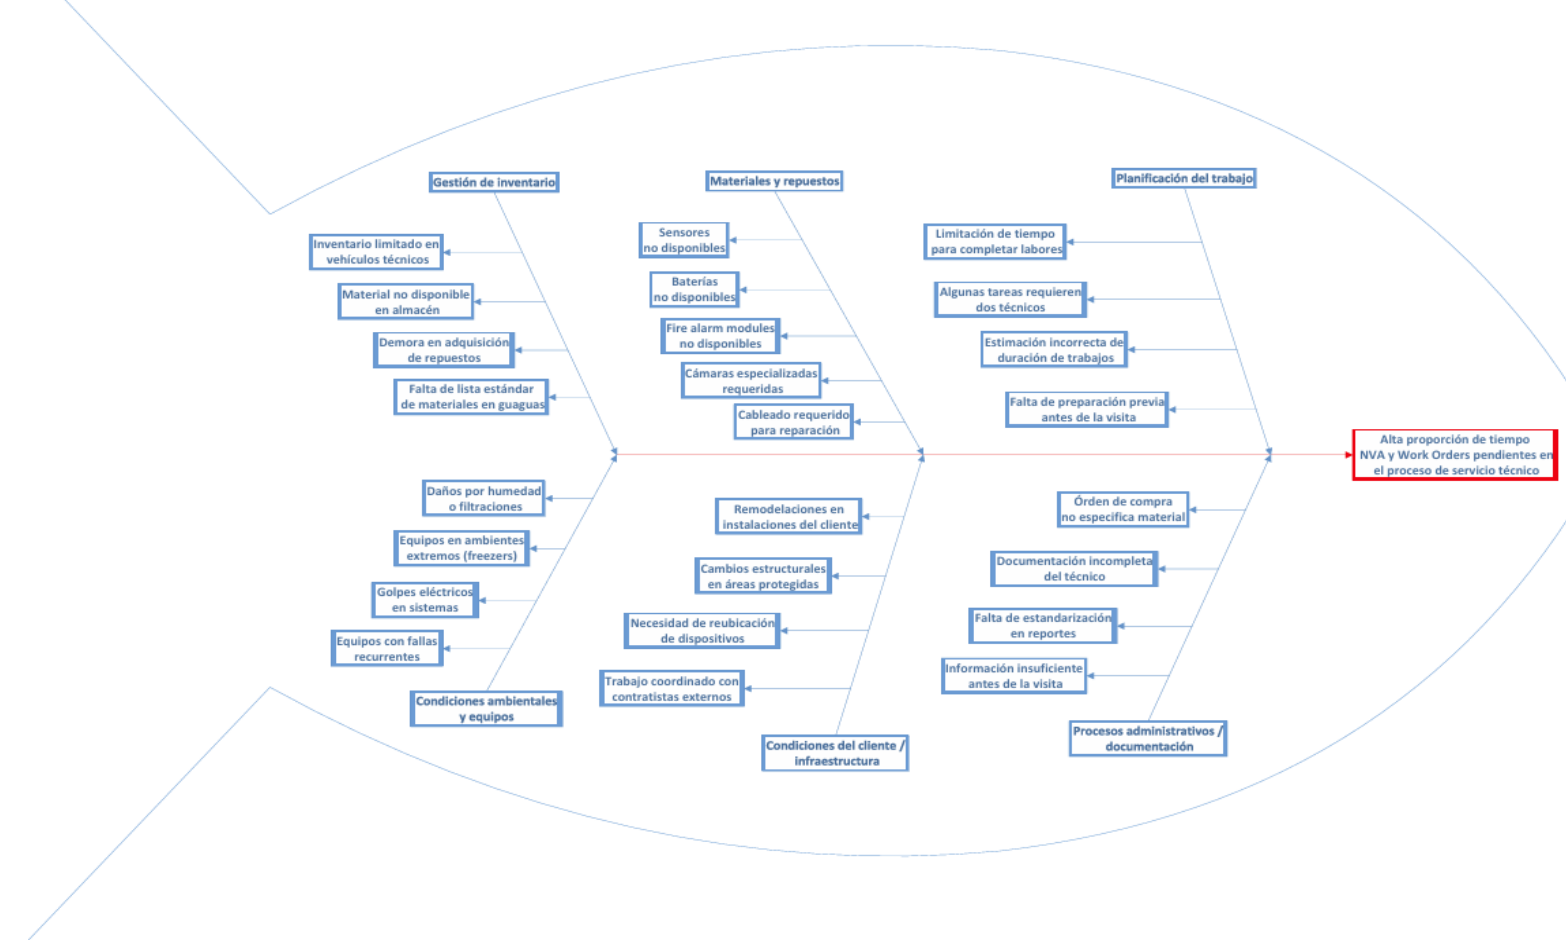 Gestión de inventario
Inventario limitado en
vehículos técnicos
Material no disponible
en almacén
Demora en adquisición
de repuestos
Falta de lista estándar
de materiales en guaguas
Materiales y repuestos
Sensores
no disponibles
Baterías
no disponibles
Fire alarm modules
no disponibles
Cámaras especializadas
requeridas
Cableado requerido
para reparación
Planificación del trabajo
Limitación de tiempo
para completar labores
Algunas tareas requieren
dos técnicos
Estimación incorrecta de
duración de trabajos
Falta de preparación previa
antes de la visita
Alta proporción de tiempo
NVA y Work Orders pendientes en
el proceso de servicio técnico
Daños por humedad
o filtraciones
Equipos en ambientes
extremos (freezers)
Golpes eléctricos
en sistemas
Equipos con fallas
recurrentes
Condiciones ambientales
y equipos
Remodelaciones en
instalaciones del cliente
Cambios estructurales
en áreas protegidas
Necesidad de reubicación
de dispositivos
Trabajo coordinado con
contratistas externos
Condiciones del cliente /
infraestructura
Órden de compra
no especifica material
Documentación incompleta
del técnico
Falta de estandarización
en reportes
Información insuficiente
antes de la visita
Procesos administrativos /
documentación